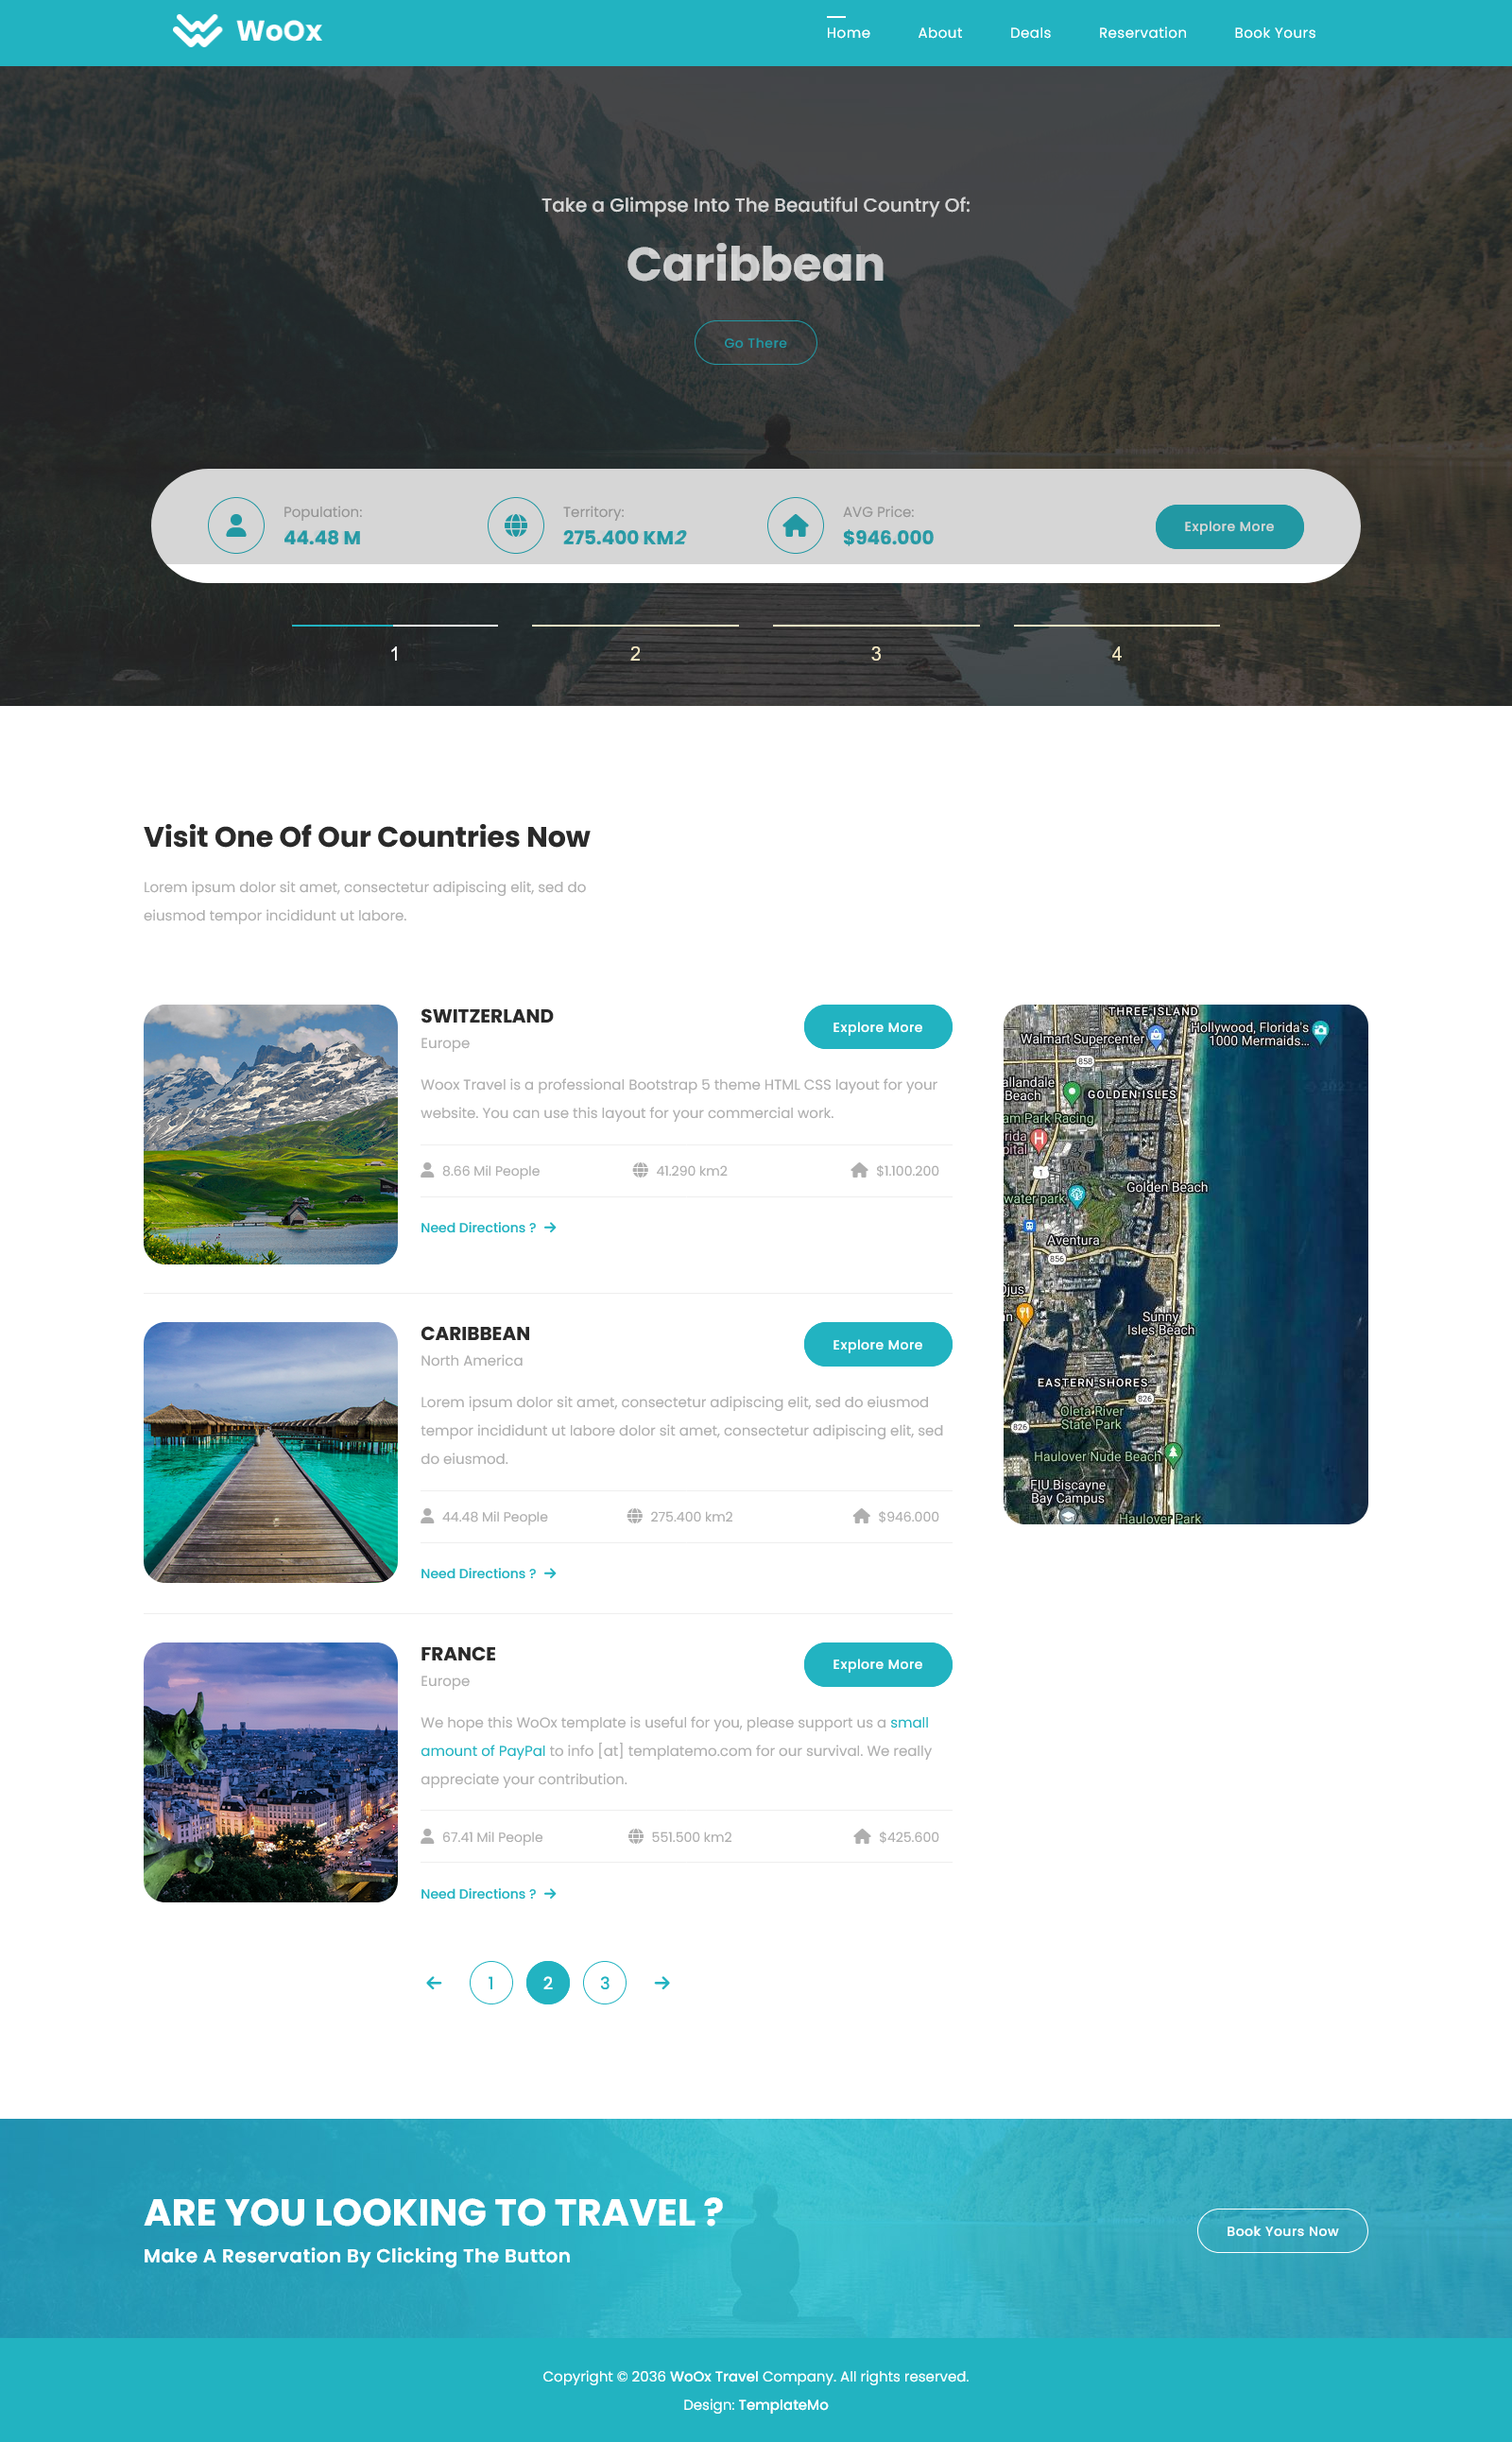 WoOx
Home
About
Deals
Reservation
Book Yours
Take a Glimpse Into The Beautiful Country Of:
Caribbean
Go There
Population:
44.48 M
Territory:
275.400 KM2
AVG Price:
$946.000
Explore More
1
2
3
4
Visit One Of Our Countries Now
Lorem ipsum dolor sit amet, consectetur adipiscing elit, sed do
eiusmod tempor incididunt ut labore.
SWITZERLAND
Europe
Explore More
Woox Travel is a professional Bootstrap 5 theme HTML CSS layout for your
website. You can use this layout for your commercial work.
8.66 Mil People
41.290 km2
$1.100.200
Need Directions ?
CARIBBEAN
North America
Explore More
Lorem ipsum dolor sit amet, consectetur adipiscing elit, sed do eiusmod
tempor incididunt ut labore dolor sit amet, consectetur adipiscing elit, sed
do eiusmod.
44.48 Mil People
275.400 km2
$946.000
Need Directions ?
FRANCE
Europe
Explore More
We hope this WoOx template is useful for you, please support us a small
amount of PayPal to info [at] templatemo.com for our survival. We really
appreciate your contribution.
67.41 Mil People
551.500 km2
$425.600
Need Directions ?
1
2
3
THREE ISLAND
Walmart Supercenter
Hollywood, Florida's
1000 Mermaids...
858
allandale
Beach
GOLDEN ISLES
am Park Racing
rida
pital
H
1
water park
Golden Beach
Aventura
856
Ojus
n
Sunny
Isles Beach
EASTERN SHORES
826
Oleta River
State Park
826
Haulover Nude Beach
FIU Biscayne
Bay Campus
Haulover Park
ARE YOU LOOKING TO TRAVEL ?
Make A Reservation By Clicking The Button
Book Yours Now
Copyright © 2036 WoOx Travel Company. All rights reserved.
Design: TemplateMo